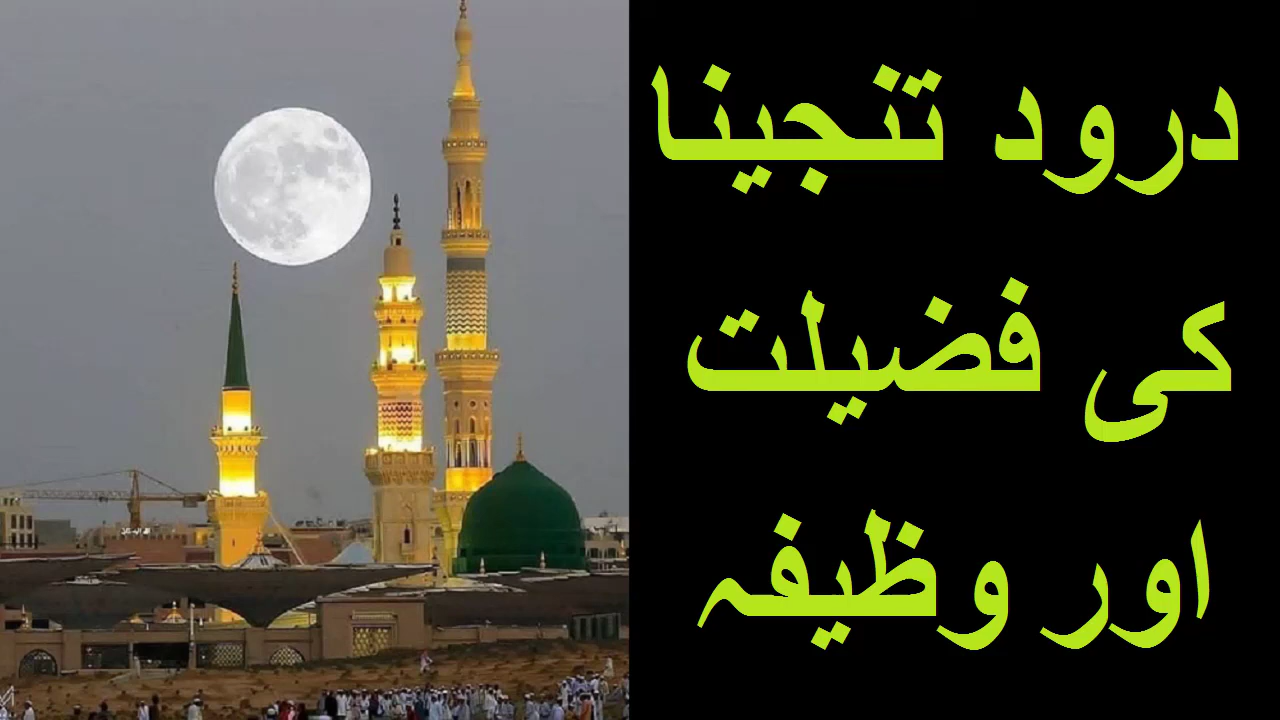 درود تنجینا
کی فضیلت
اور وظیفہ